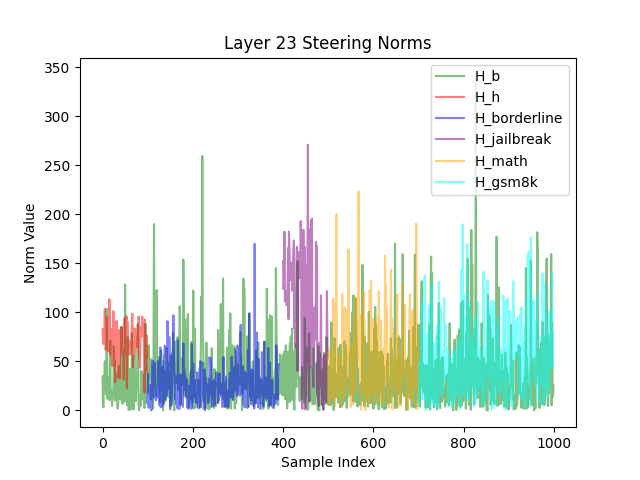 Layer 23 Steering Norms
350
300
250
200
150
100
50
0
Norm Value
H_b
H_h
H_borderline
H_jailbreak
H_math
H_gsm8k
0
200
400
600
800
1000
Sample Index